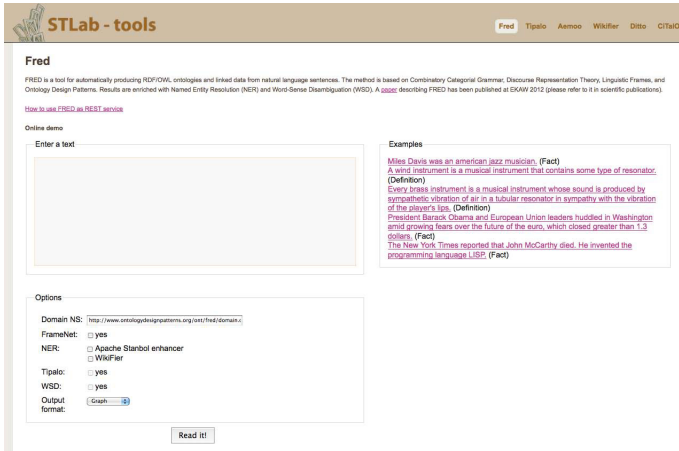 STLab - tools
Fred Tipalo Aemoo Wikifier Ditto CiTalO
Fred
FRED is a tool for automatically producing RDF/OWL ontologies and linked data from natural language sentences. The method is based on Combinatory Categorial Grammar, Discourse Representation Theory, Linguistic Frames, and
Ontology Design Patterns. Results are enriched with Named Entity Resolution (NER) and Word-Sense Disambiguation (WSD). A paper describing FRED has been published at EKAW 2012 (please refer to it in scientific publications).
How to use FRED as REST service
Online demo
Enter a text
Examples
Miles Davis was an american jazz musician. (Fact)
A wind instrument is a musical instrument that contains some type of resonator.
(Definition)
Every brass instrument is a musical instrument whose sound is produced by
sympathetic vibration of air in a tubular resonator in sympathy with the vibration
of the player's lips. (Definition)
President Barack Obama and European Union leaders huddled in Washington
amid growing fears over the future of the euro, which closed greater than 1.3
dollars. (Fact)
The New York Times reported that John McCarthy died. He invented the
programming language LISP. (Fact)
Options
Domain NS: http://www.ontologydesignpatterns.org/ont/fred/domain.c
FrameNet: yes
NER: Apache Stanbol enhancer
WikiFier
Tipalo: yes
WSD: yes
Output Graph
format:
Read it!